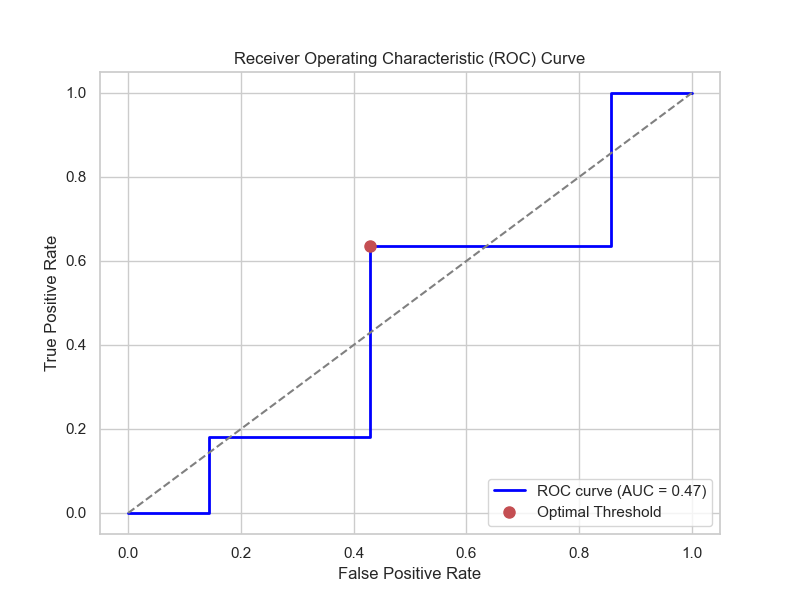 Receiver Operating Characteristic (ROC) Curve
True Positive Rate
1.0
0.8
0.6
0.4
0.2
0.0
ROC curve (AUC = 0.47)
Optimal Threshold
0.0 0.2 0.4 0.6 0.8 1.0
False Positive Rate